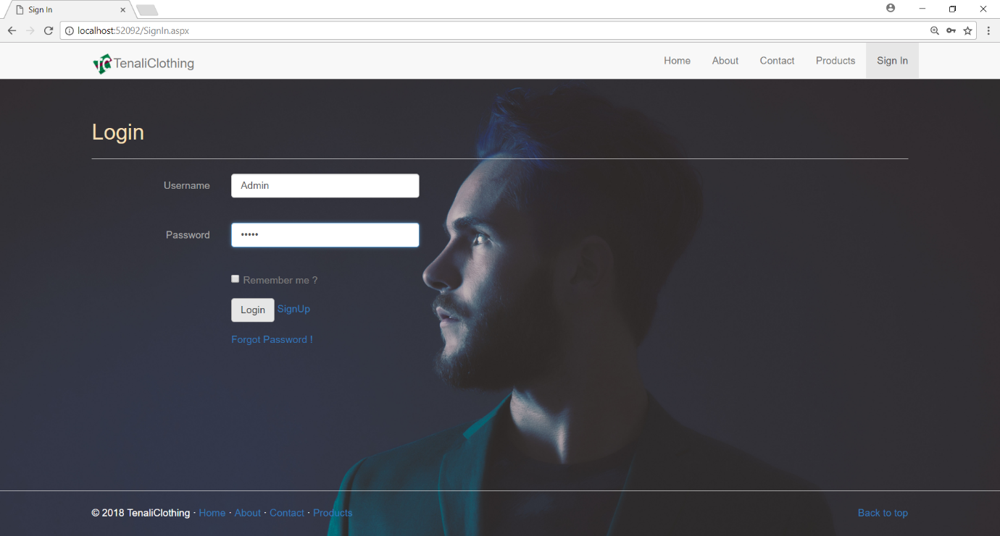 Sign In
localhost:52092/SignIn.aspx
TenaliClothing Home About Contact Products Sign In
Login
Username Admin
Password •••••
Remember me ?
Login SignUp
Forgot Password !
© 2018 TenaliClothing · Home · About · Contact · Products Back to top